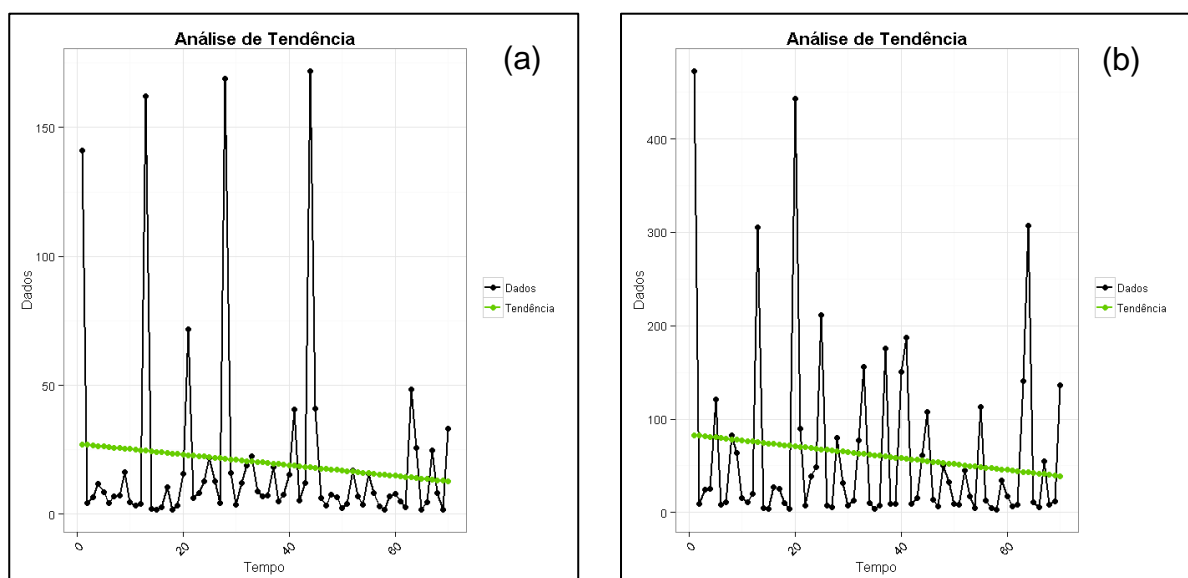 Análise de Tendência
(a)
150
100
50
0
Dados
0
20
40
60
Tempo
Dados
Tendência
Análise de Tendência
(b)
400
300
200
100
0
Dados
0
20
40
60
Tempo
Dados
Tendência